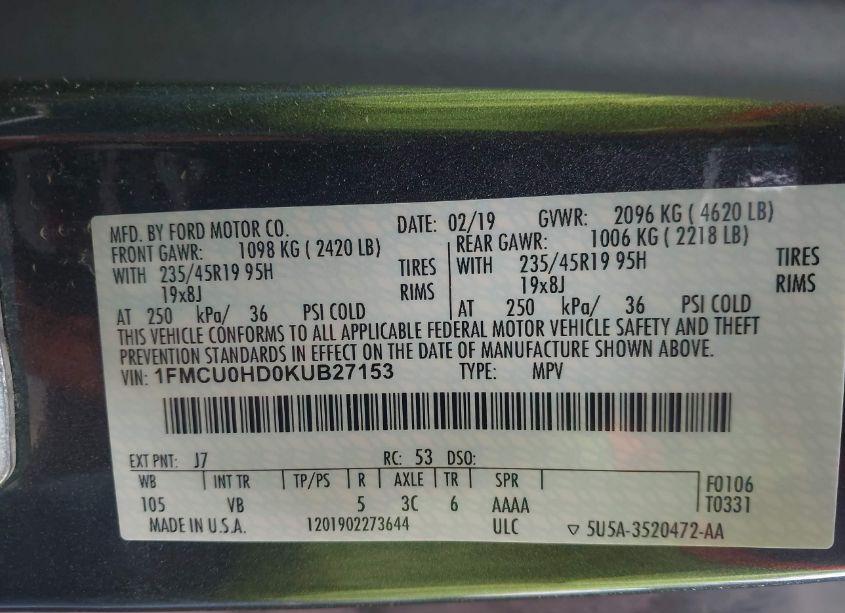 MFD. BY FORD MOTOR CO. DATE: 02/19 GVWR: 2096 KG ( 4620 LB)
FRONT GAWR: 1098 KG ( 2420 LB) REAR GAWR: 1006 KG ( 2218 LB)
WITH 235/45R19 95H TIRES WITH 235/45R19 95H TIRES
19x8J RIMS 19x8J RIMS
AT 250 kPa/ 36 PSI COLD AT 250 kPa/ 36 PSI COLD
THIS VEHICLE CONFORMS TO ALL APPLICABLE FEDERAL MOTOR VEHICLE SAFETY AND THEFT
PREVENTION STANDARDS IN EFFECT ON THE DATE OF MANUFACTURE SHOWN ABOVE.
VIN: 1FMCU0HD0KUB27153 TYPE: MPV
EXT PNT: J7 RC: 53 DSO:
WB INT TR TP/PS R AXLE TR SPR F0106
105 VB 5 3C 6 AAAA T0331
MADE IN U.S.A. 1201902273644 ULC ▽ 5U5A-3520472-AA